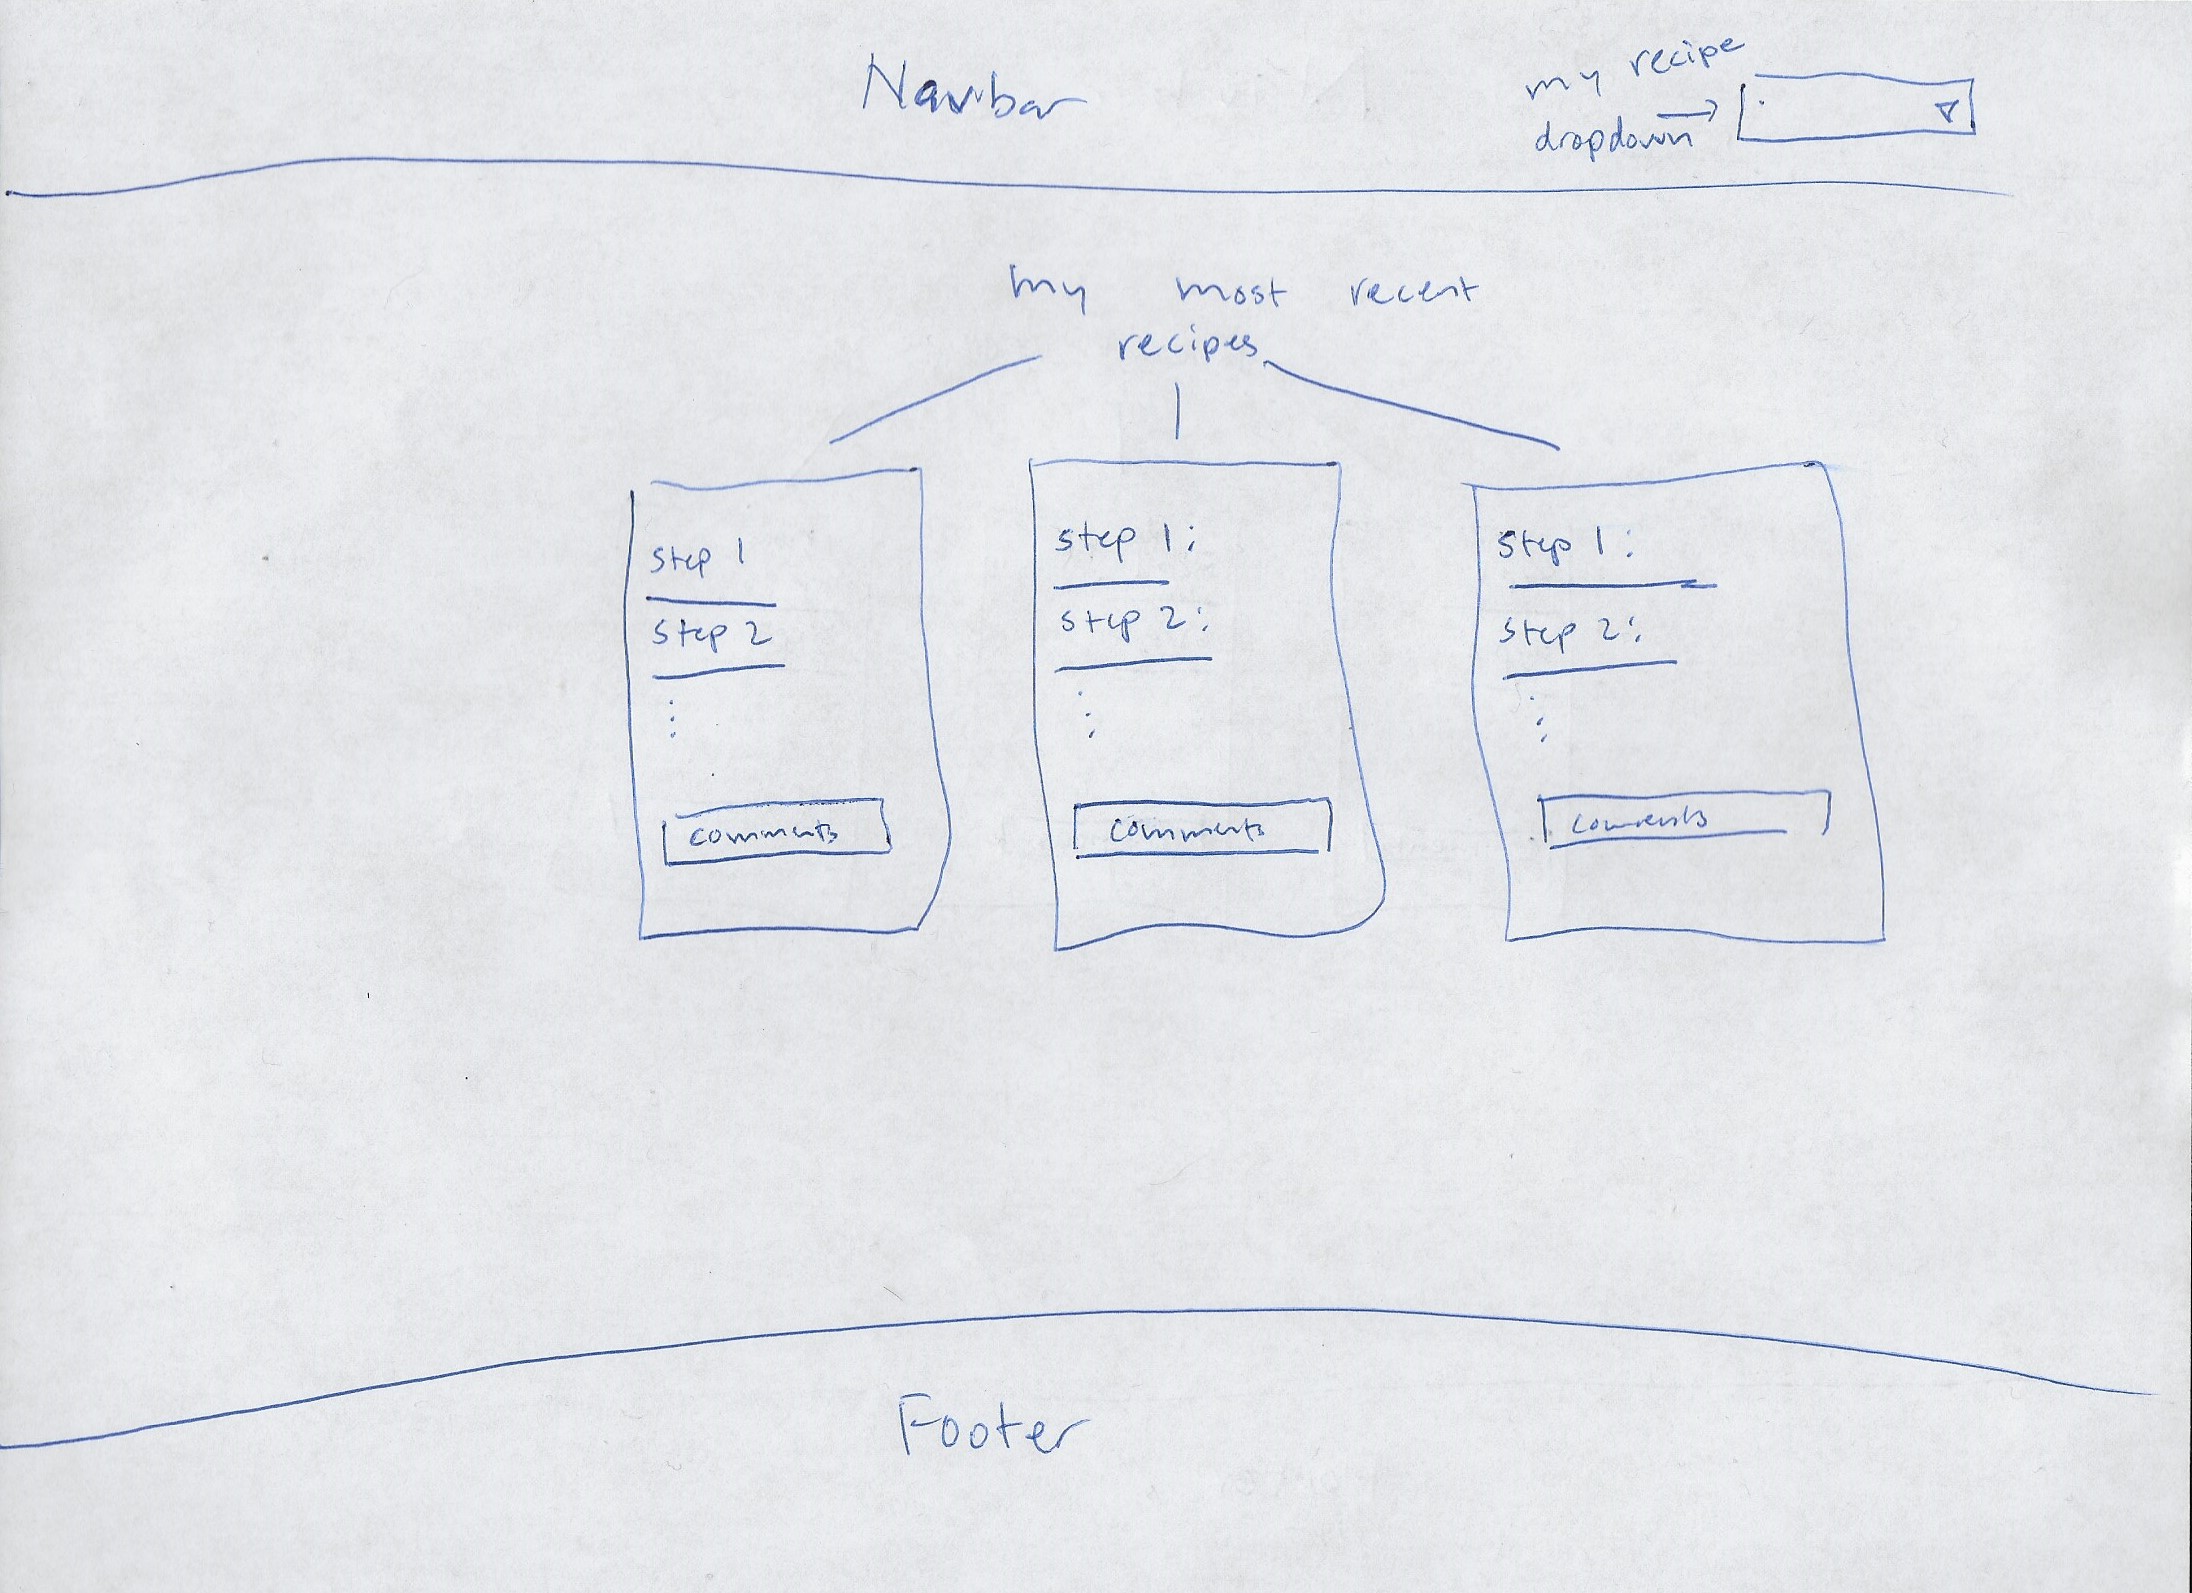 Navbar
my recipe
dropdown
my most recent
recipes
step 1
step 2
comments
step 1:
step 2:
comments
step 1:
step 2:
comments
Footer